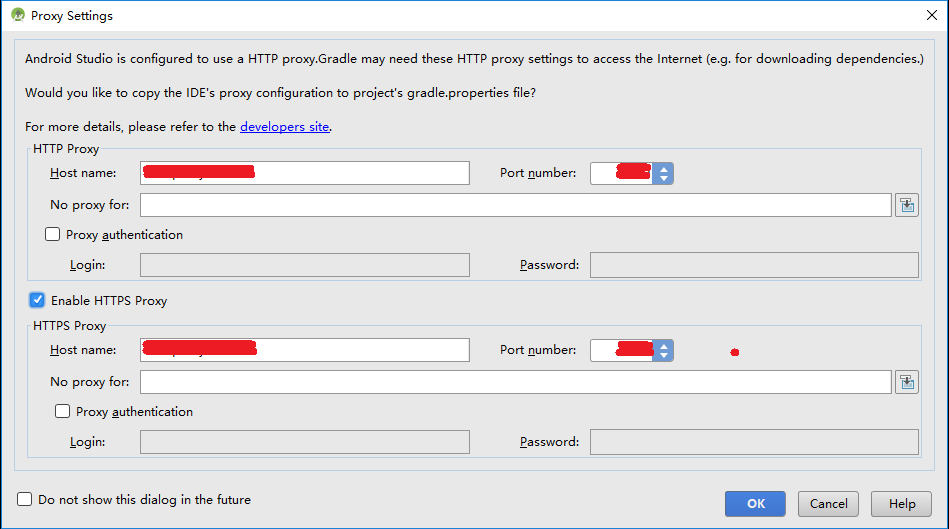 Proxy Settings
Android Studio is configured to use a HTTP proxy.Gradle may need these HTTP proxy settings to access the Internet (e.g. for downloading dependencies.)
Would you like to copy the IDE's proxy configuration to project's gradle.properties file?
For more details, please refer to the developers site.
HTTP Proxy
Host name: Port number:
No proxy for:
Proxy authentication
Login: Password:
Enable HTTPS Proxy
HTTPS Proxy
Host name: Port number:
No proxy for:
Proxy authentication
Login: Password:
Do not show this dialog in the future
OK Cancel Help